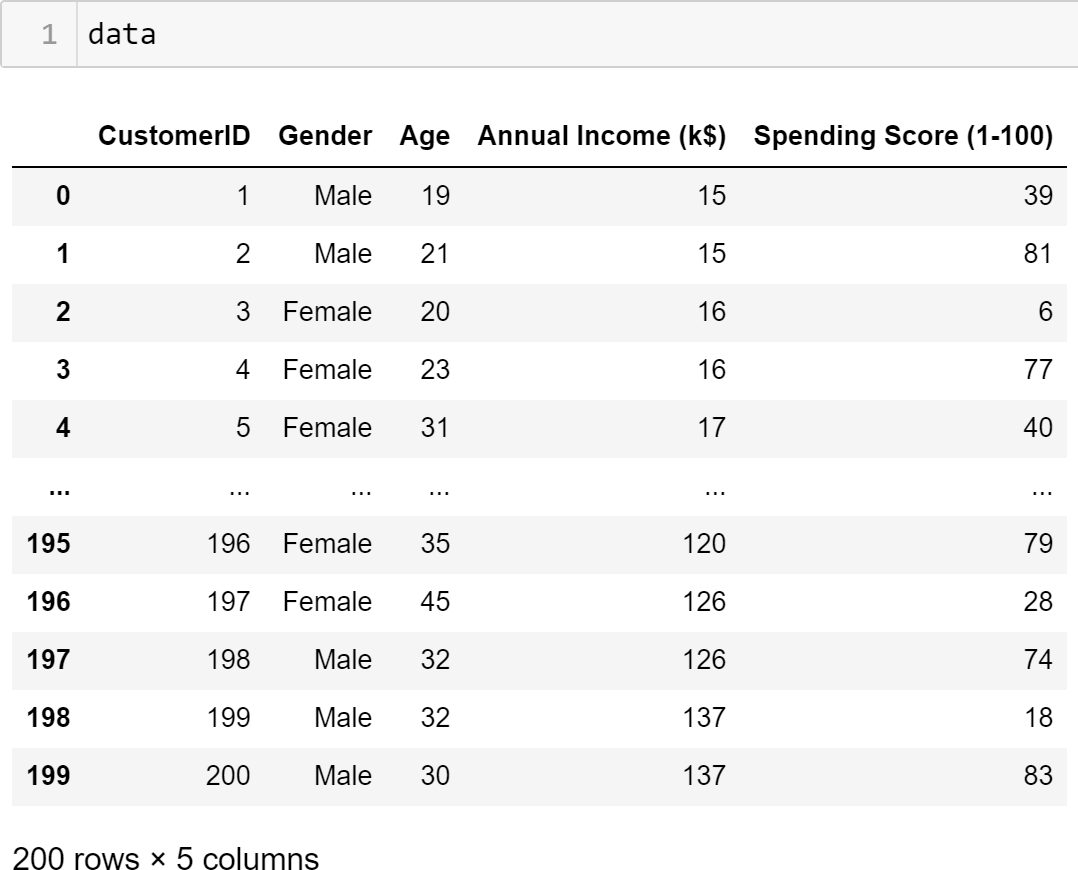 1 data
CustomerID Gender Age Annual Income (k$) Spending Score (1-100)
0 1 Male 19 15 39
1 2 Male 21 15 81
2 3 Female 20 16 6
3 4 Female 23 16 77
4 5 Female 31 17 40
... ... ... ... ... ...
195 196 Female 35 120 79
196 197 Female 45 126 28
197 198 Male 32 126 74
198 199 Male 32 137 18
199 200 Male 30 137 83
200 rows × 5 columns